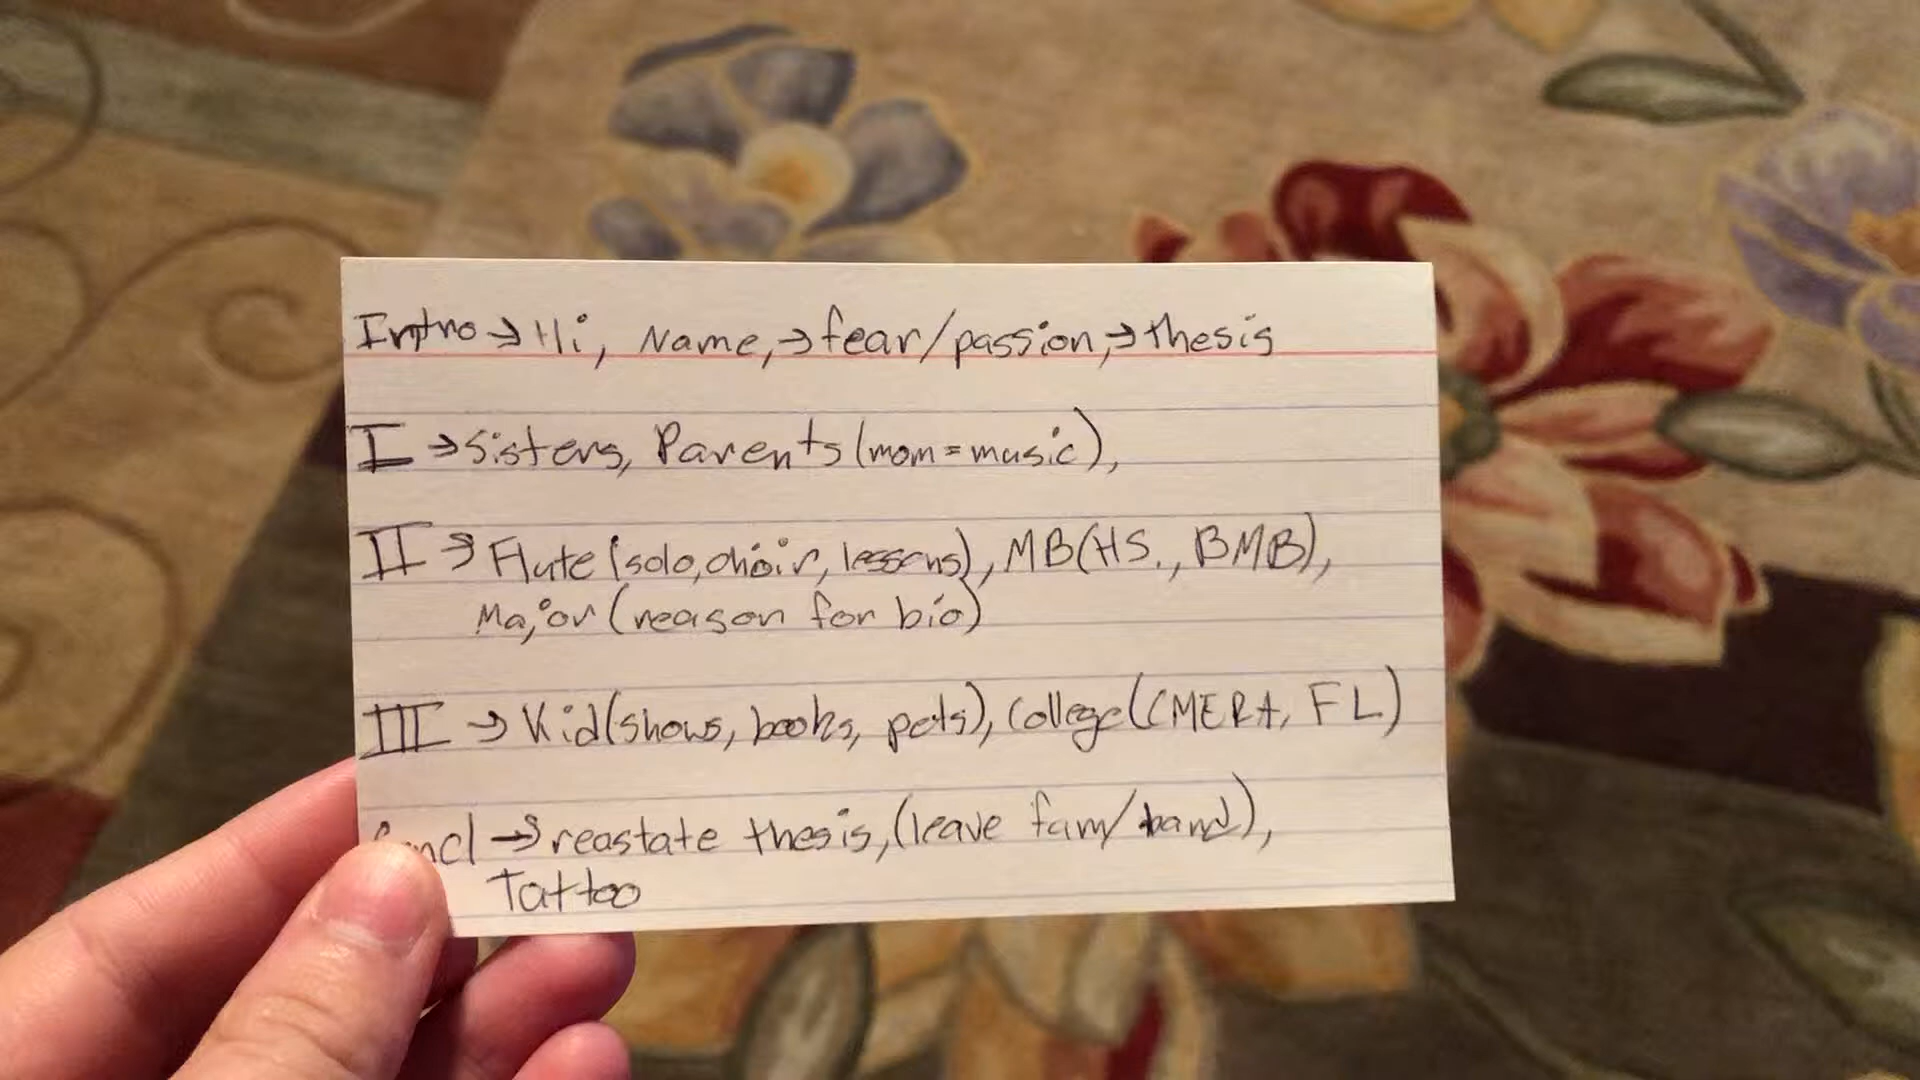 Intro → Hi, Name, → fear/passion, → thesis
I → Sisters, Parents (mom = music),
II → Flute (solo, choir, lessons), MB (HS., BMB),
Major (reason for bio)
III → Kid (shows, books, pets), College (CMERA, FL)
concl → reastate thesis, (leave fam/band),
Tattoo